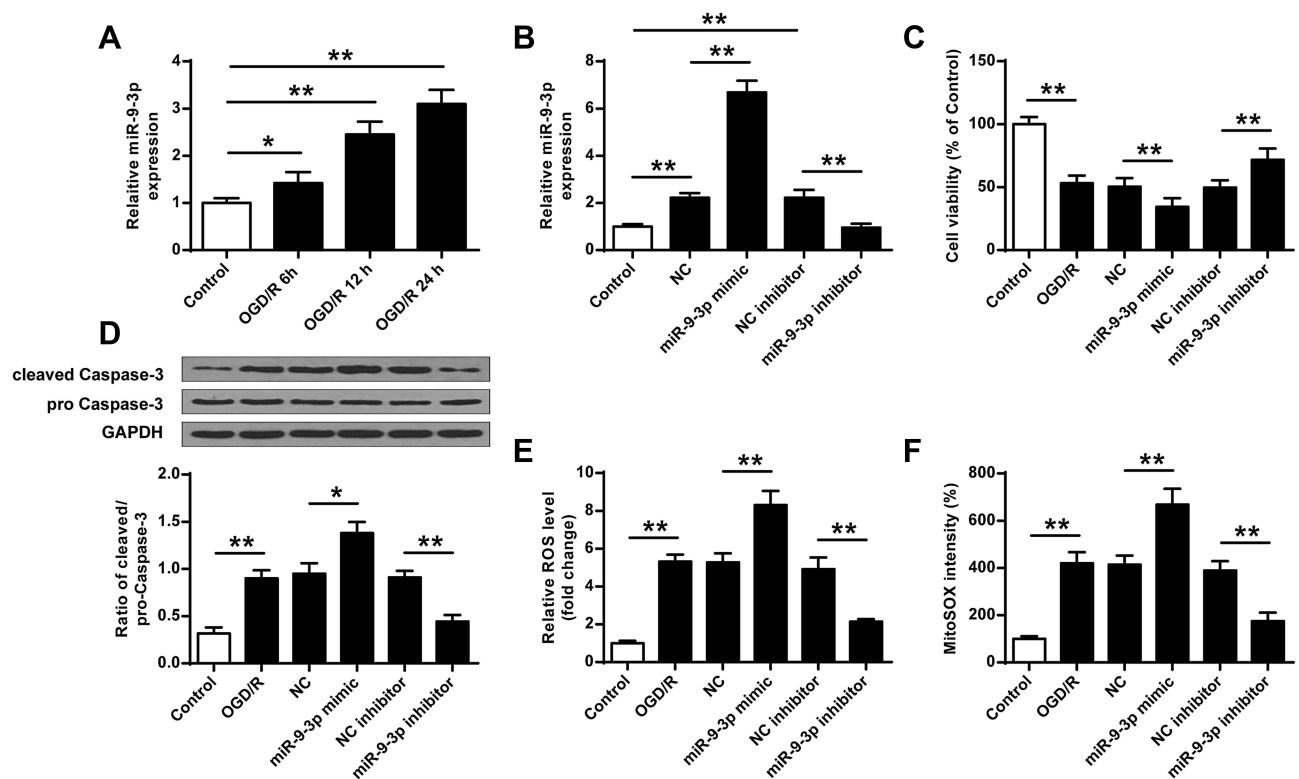 A
Relaitive miR-9-3p
expression
4
3
2
1
0
*
**
**
Control
OGD/R 6h
OGD/R 12 h
OGD/R 24 h
B
Relaitive miR-9-3p
expression
8
6
4
2
0
**
**
**
**
Control
NC
miR-9-3p mimic
NC inhibitor
miR-9-3p inhibitor
C
Cell viability (% of Control)
150
100
50
0
**
**
**
Control
OGD/R
NC
miR-9-3p mimic
NC inhibitor
miR-9-3p inhibitor
D
cleaved Caspase-3
pro Caspase-3
GAPDH
Ratio of cleaved/
pro-Caspase-3
2.0
1.5
1.0
0.5
0.0
**
*
**
Control
OGD/R
NC
miR-9-3p mimic
NC inhibitor
miR-9-3p inhibitor
E
Relative ROS level
(fold change)
10
8
6
4
2
0
**
**
**
Control
OGD/R
NC
miR-9-3p mimic
NC inhibitor
miR-9-3p inhibitor
F
MitoSOX intensity (%)
800
600
400
200
0
**
**
**
Control
OGD/R
NC
miR-9-3p mimic
NC inhibitor
miR-9-3p inhibitor